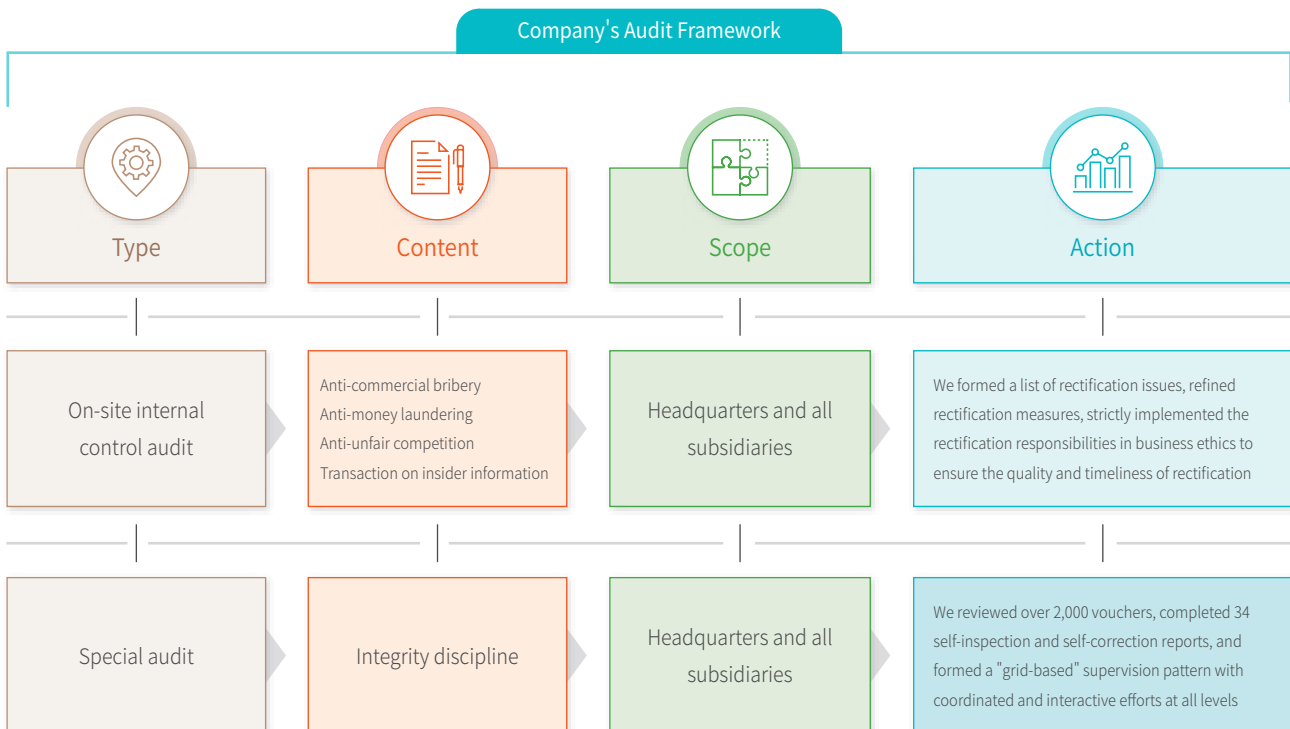 Company's Audit Framework
Type
Content
Scope
Action
On-site internal
control audit
Anti-commercial bribery
Anti-money laundering
Anti-unfair competition
Transaction on insider information
Headquarters and all
subsidiaries
We formed a list of rectification issues, refined
rectification measures, strictly implemented the
rectification responsibilities in business ethics to
ensure the quality and timeliness of rectification
Special audit
Integrity discipline
Headquarters and all
subsidiaries
We reviewed over 2,000 vouchers, completed 34
self-inspection and self-correction reports, and
formed a "grid-based" supervision pattern with
coordinated and interactive efforts at all levels